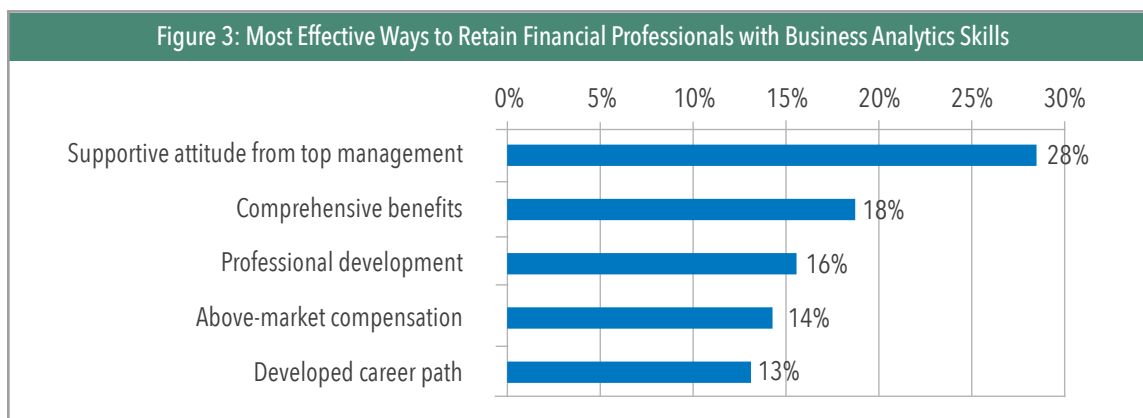 Figure 3: Most Effective Ways to Retain Financial Professionals with Business Analytics Skills
0% 5% 10% 15% 20% 25% 30%
Supportive attitude from top management 28%
Comprehensive benefits 18%
Professional development 16%
Above-market compensation 14%
Developed career path 13%